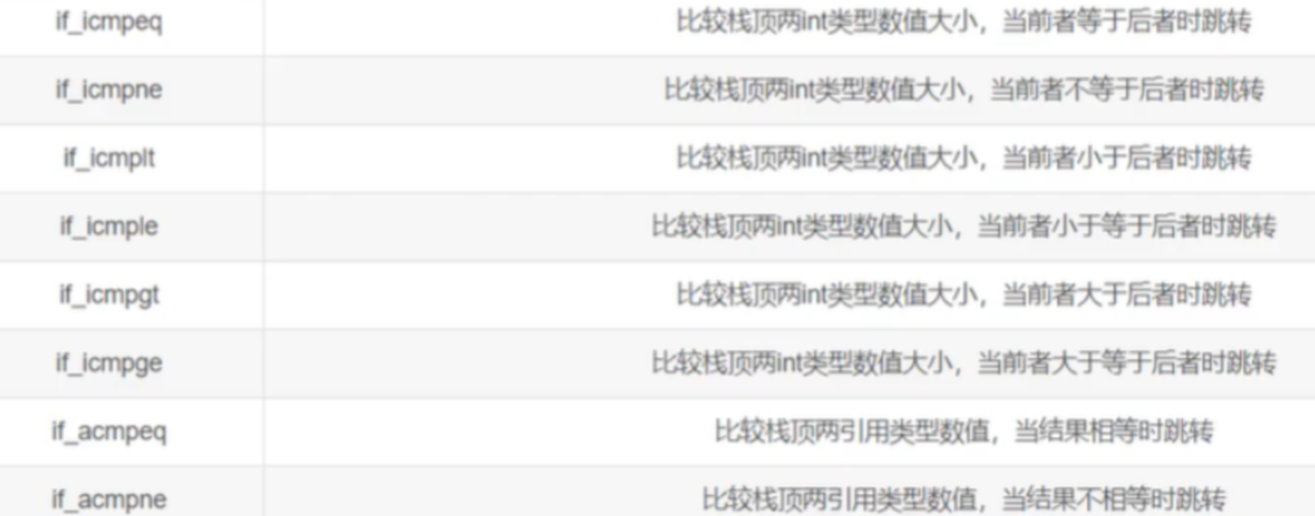 if_icmpeq 比较栈顶两int类型数值大小，当前者等于后者时跳转
if_icmpne 比较栈顶两int类型数值大小，当前者不等于后者时跳转
if_icmplt 比较栈顶两int类型数值大小，当前者小于后者时跳转
if_icmple 比较栈顶两int类型数值大小，当前者小于等于后者时跳转
if_icmpgt 比较栈顶两int类型数值大小，当前者大于后者时跳转
if_icmpge 比较栈顶两int类型数值大小，当前者大于等于后者时跳转
if_acmpeq 比较栈顶两引用类型数值，当结果相等时跳转
if_acmpne 比较栈顶两引用类型数值，当结果不相等时跳转